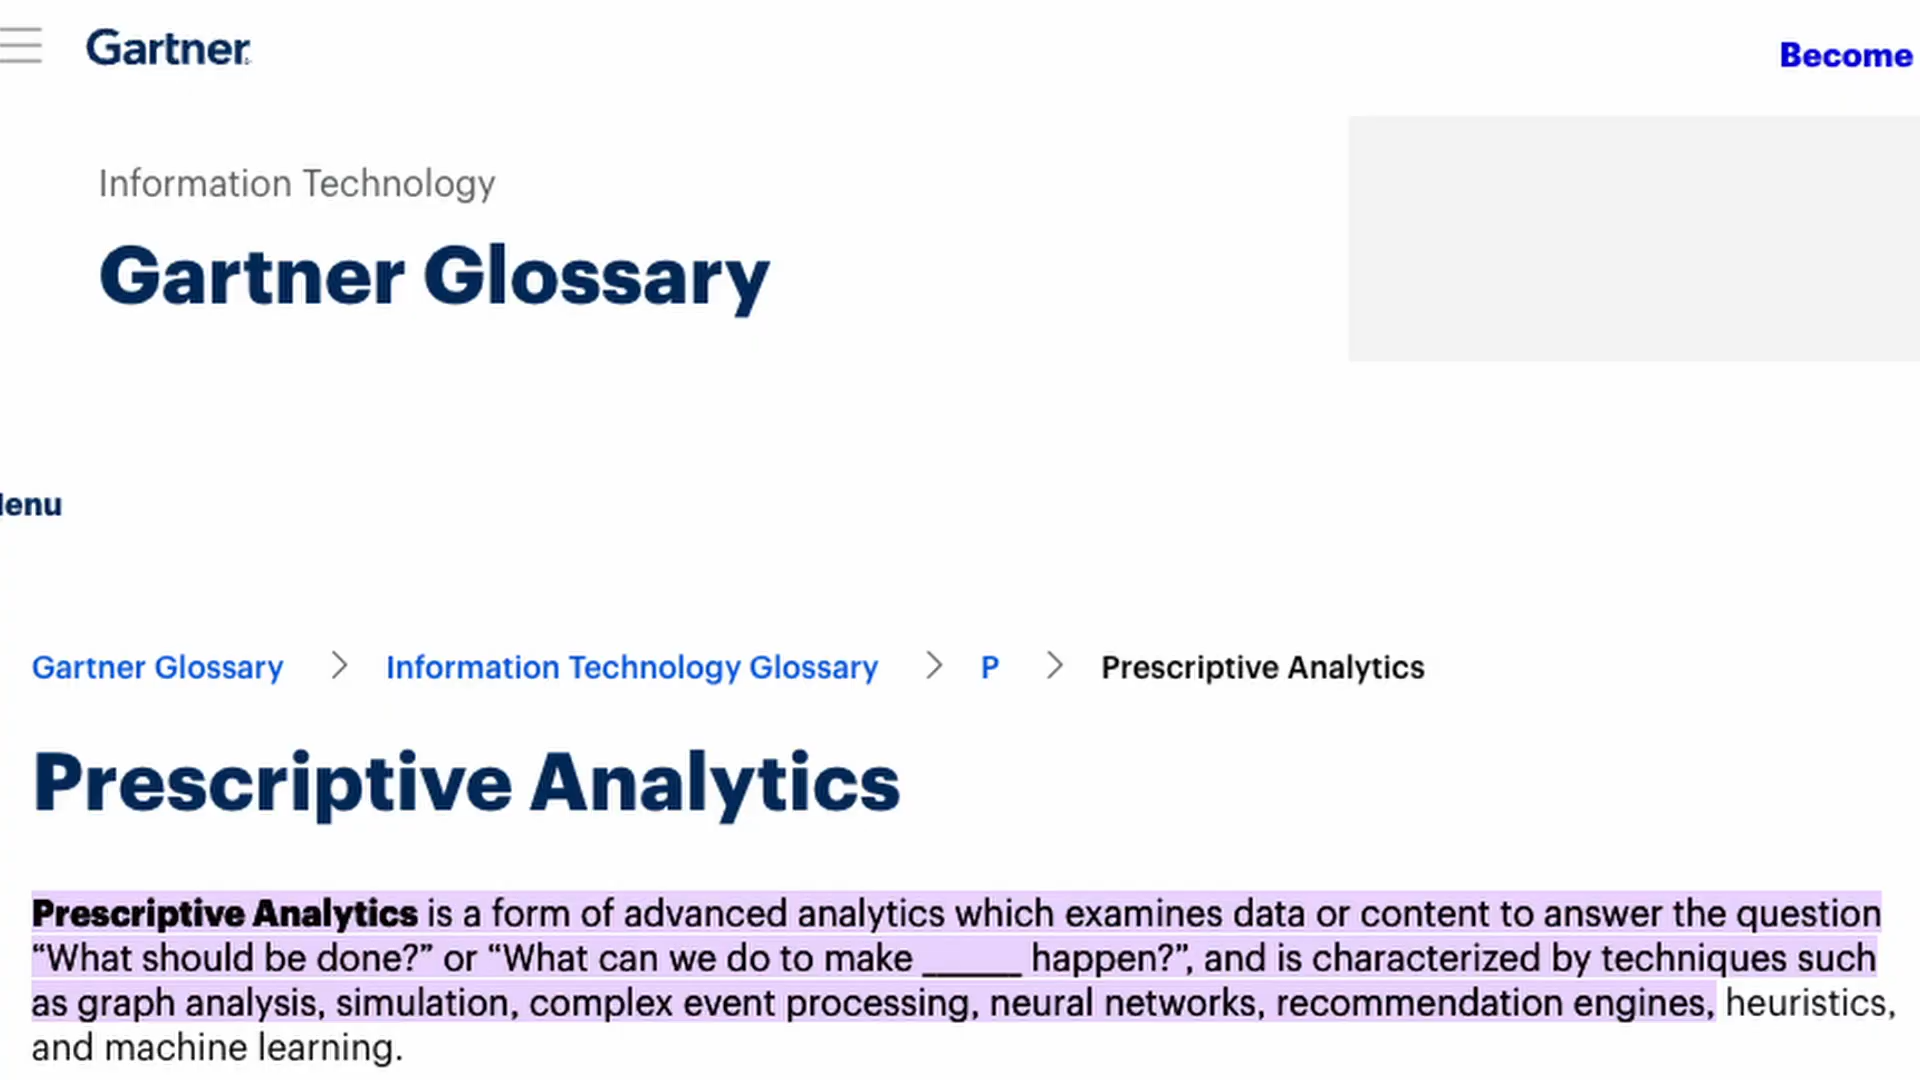 Gartner
Become
Information Technology
Gartner Glossary
enu
Gartner Glossary > Information Technology Glossary > P > Prescriptive Analytics
Prescriptive Analytics
Prescriptive Analytics is a form of advanced analytics which examines data or content to answer the question
“What should be done?” or “What can we do to make ______ happen?”, and is characterized by techniques such
as graph analysis, simulation, complex event processing, neural networks, recommendation engines, heuristics,
and machine learning.